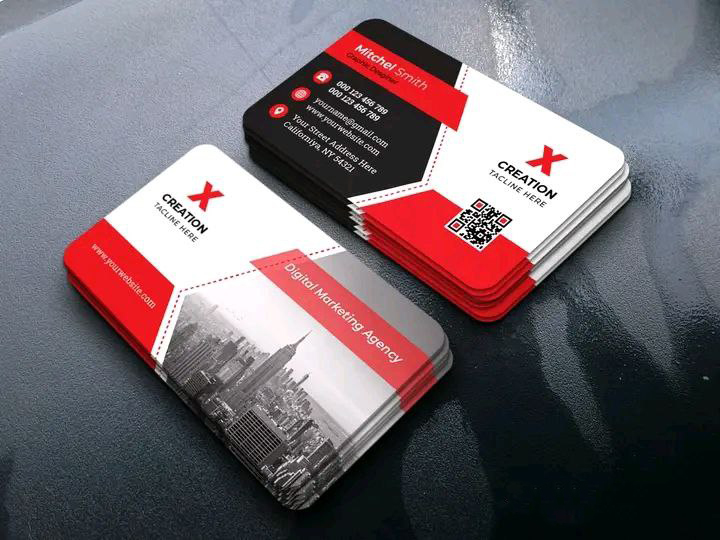 Mitchel Smith
Graphic Designer
000 123 456 789
000 123 456 789
yourname@gmail.com
www.yourwebsite.com
Your Street Address Here
Californiya, NY 54321
X
CREATION
TACLINE HERE
X
CREATION
TACLINE HERE
www.yourwebsite.com
Digital Marketing Agency